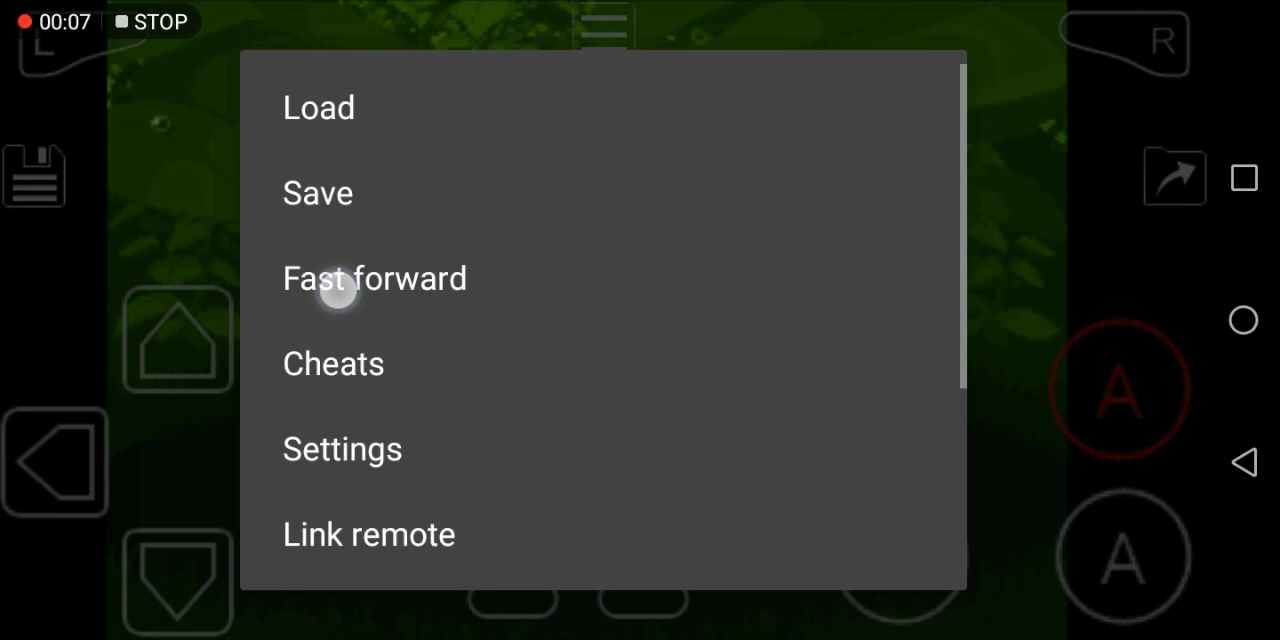 00:07 STOP
L
R
Load
Save
Fast forward
Cheats
Settings
Link remote
A
A